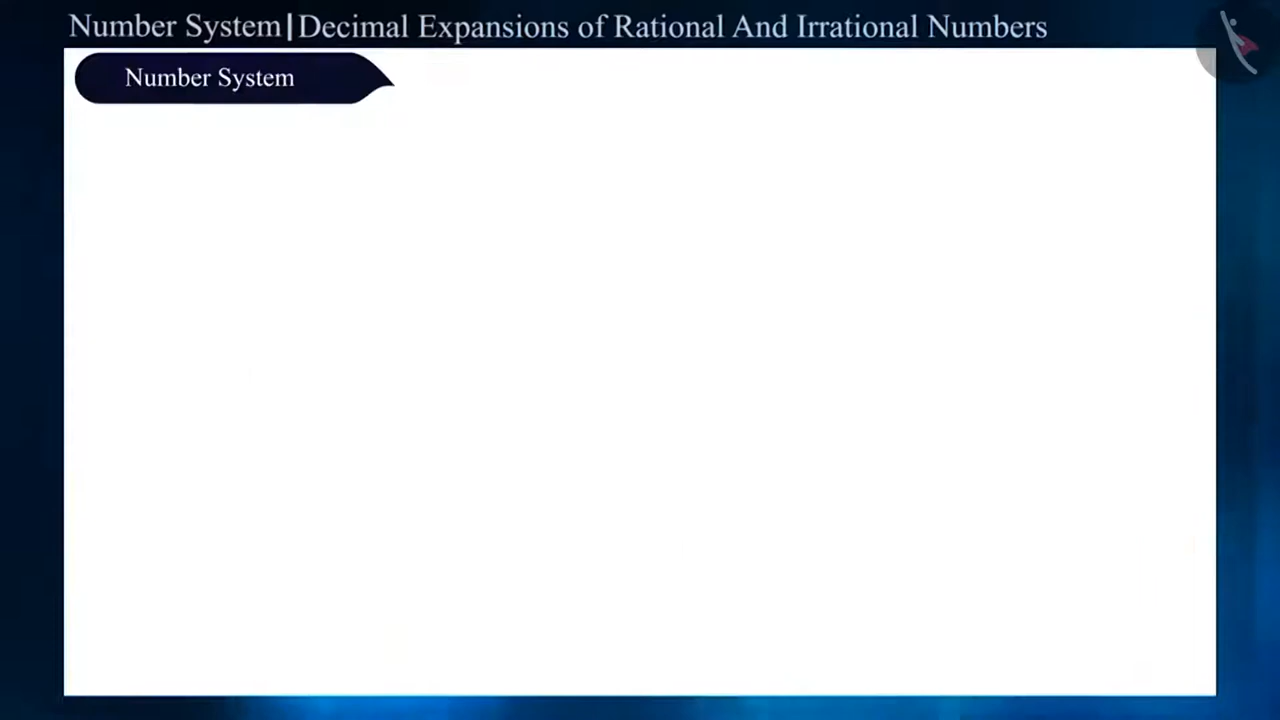 Number System|Decimal Expansions of Rational And Irrational Numbers
Number System